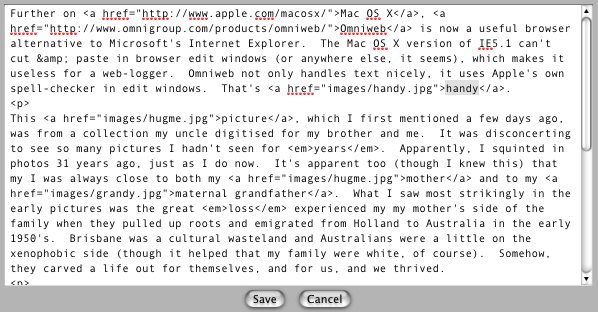 Further on <a href="http://www.apple.com/macosx/">Mac OS X</a>, <a
href="http://www.omnigroup.com/products/omniweb/">Omniweb</a> is now a useful browser
alternative to Microsoft's Internet Explorer.  The Mac OS X version of IE5.1 can't
cut &amp; paste in browser edit windows (or anywhere else, it seems), which makes it
useless for a web-logger.  Omniweb not only handles text nicely, it uses Apple's own
spell-checker in edit windows.  That's <a href="images/handy.jpg">handy</a>.
<p>
This <a href="images/hugme.jpg">picture</a>, which I first mentioned a few days ago,
was from a collection my uncle digitised for my brother and me.  It was disconcerting
to see so many pictures I hadn't seen for <em>years</em>.  Apparently, I squinted in
photos 31 years ago, just as I do now.  It's apparent too (though I knew this) that
my I was always close to both my <a href="images/hugme.jpg">mother</a> and to my <a
href="images/grandy.jpg">maternal grandfather</a>.  What I saw most strikingly in the
early pictures was the great <em>loss</em> experienced my my mother's side of the
family when they pulled up roots and emigrated from Holland to Australia in the early
1950's.  Brisbane was a cultural wasteland and Australians were a little on the
xenophobic side (though it helped that my family were white, of course).  Somehow,
they carved a life out for themselves, and for us, and we thrived.
<p>
Save Cancel